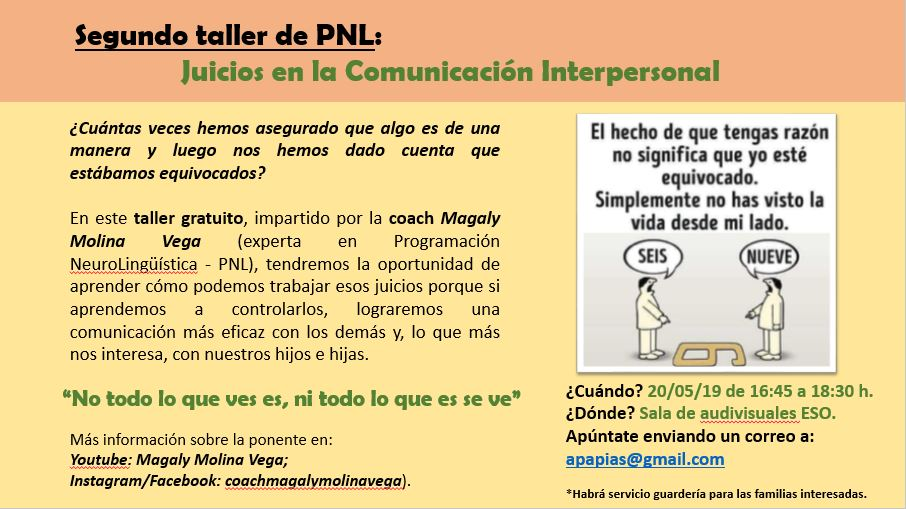 Segundo taller de PNL:
Juicios en la Comunicación Interpersonal
¿Cuántas veces hemos asegurado que algo es de una
manera y luego nos hemos dado cuenta que
estábamos equivocados?
En este taller gratuito, impartido por la coach Magaly
Molina Vega (experta en Programación
NeuroLingüística - PNL), tendremos la oportunidad de
aprender cómo podemos trabajar esos juicios porque si
aprendemos a controlarlos, lograremos una
comunicación más eficaz con los demás y, lo que más
nos interesa, con nuestros hijos e hijas.
“No todo lo que ves es, ni todo lo que es se ve”
Más información sobre la ponente en:
Youtube: Magaly Molina Vega;
Instagram/Facebook: coachmagalymolinavega).
El hecho de que tengas razón
no significa que yo esté
equivocado.
Simplemente no has visto la
vida desde mi lado.
SEIS
NUEVE
¿Cuándo? 20/05/19 de 16:45 a 18:30 h.
¿Dónde? Sala de audivisuales ESO.
Apúntate enviando un correo a:
apapias@gmail.com
*Habrá servicio guardería para las familias interesadas.